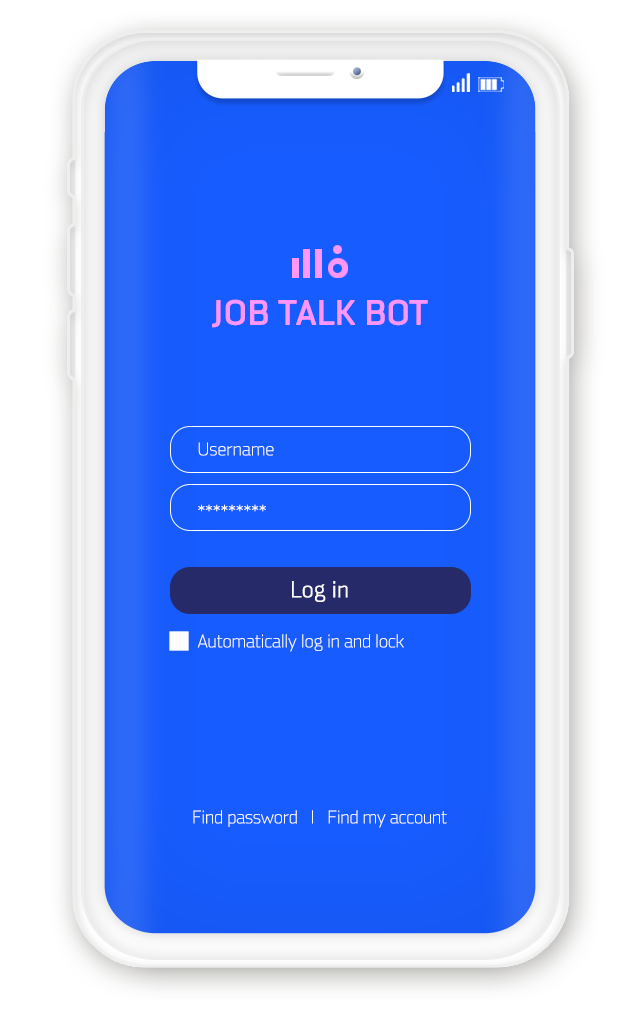 JOB TALK BOT
Username
*********
Log in
Automatically log in and lock
Find password | Find my account